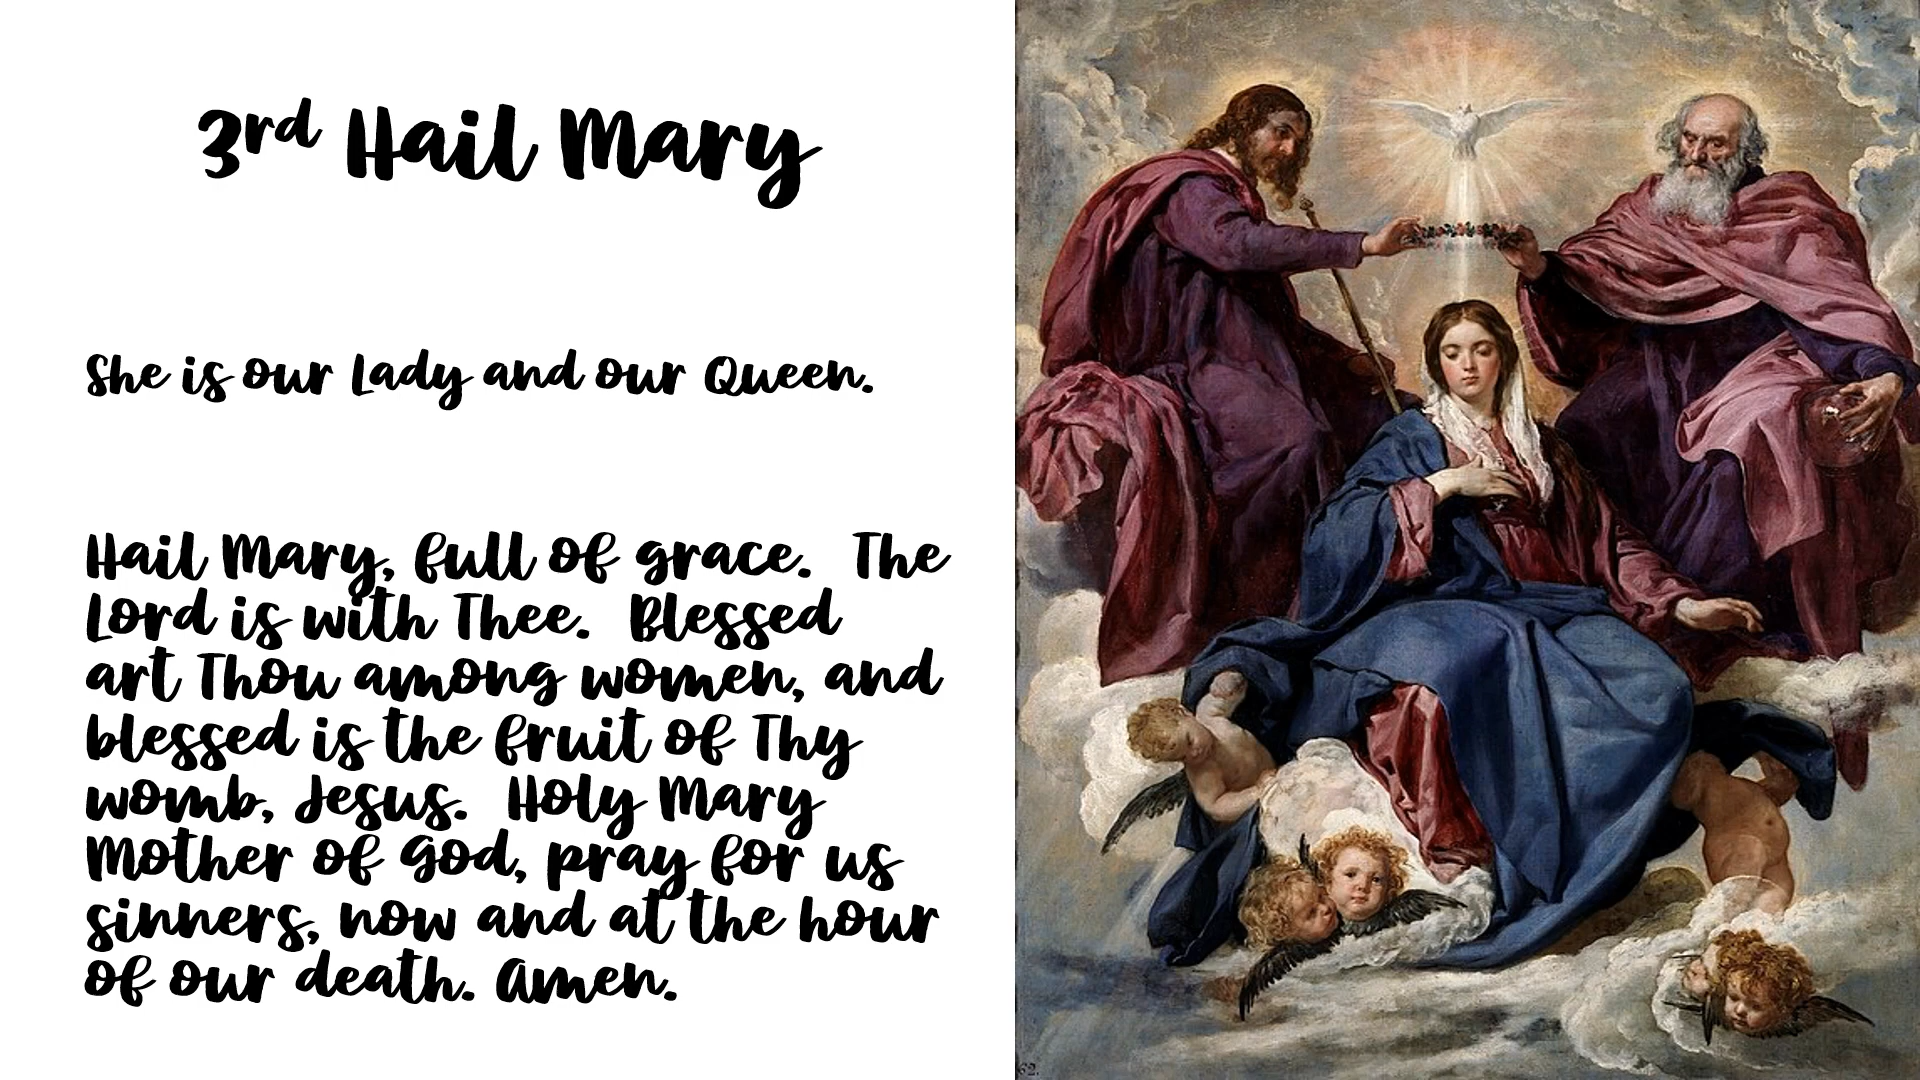 3rd Hail Mary
She is our Lady and our Queen.
Hail Mary, full of grace. The
Lord is with Thee. Blessed
art Thou among women, and
blessed is the fruit of Thy
womb, Jesus. Holy Mary
Mother of God, pray for us
sinners, now and at the hour
of our death. Amen.
62.